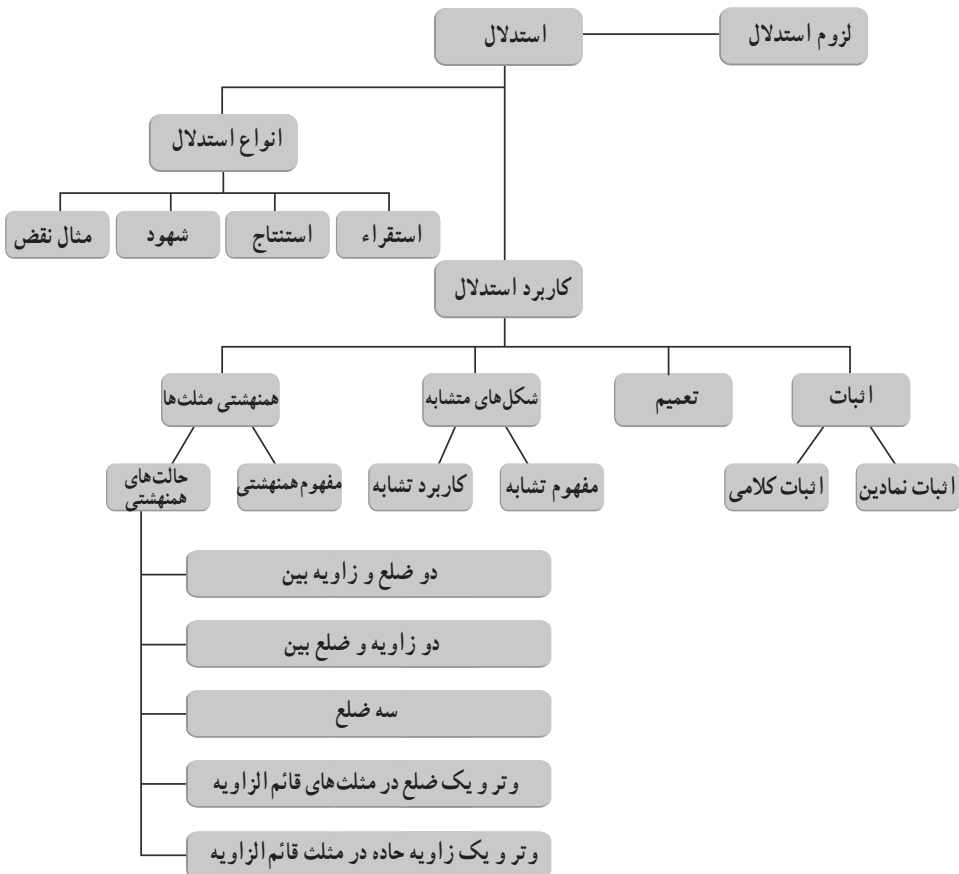 لزوم استدلال
استدلال
انواع استدلال
استقراء
استنتاج
شهود
مثال نقض
کاربرد استدلال
اثبات
تعمیم
شکل‌های متشابه
همنهشتی مثلث‌ها
اثبات نمادین
اثبات کلامی
مفهوم تشابه
کاربرد تشابه
مفهوم همنهشتی
حالت‌های
همنهشتی
دو ضلع و زاویه بین
دو زاویه و ضلع بین
سه ضلع
وتر و یک ضلع در مثلث‌های قائم الزاویه
وتر و یک زاویه حاده در مثلث قائم الزاویه